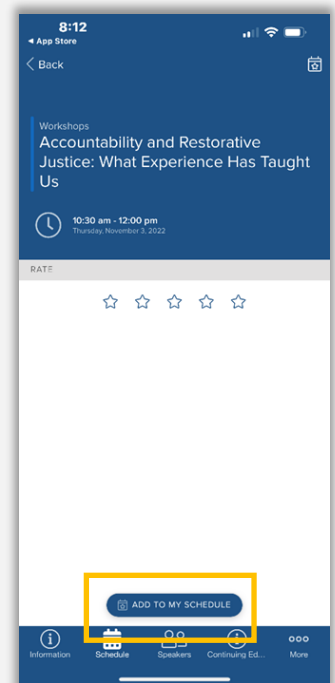 8:12
◀ App Store
Back
Workshops
Accountability and Restorative
Justice: What Experience Has Taught
Us
10:30 am - 12:00 pm
Thursday, November 3, 2022
RATE
ADD TO MY SCHEDULE
Information Schedule Speakers Continuing Ed... More